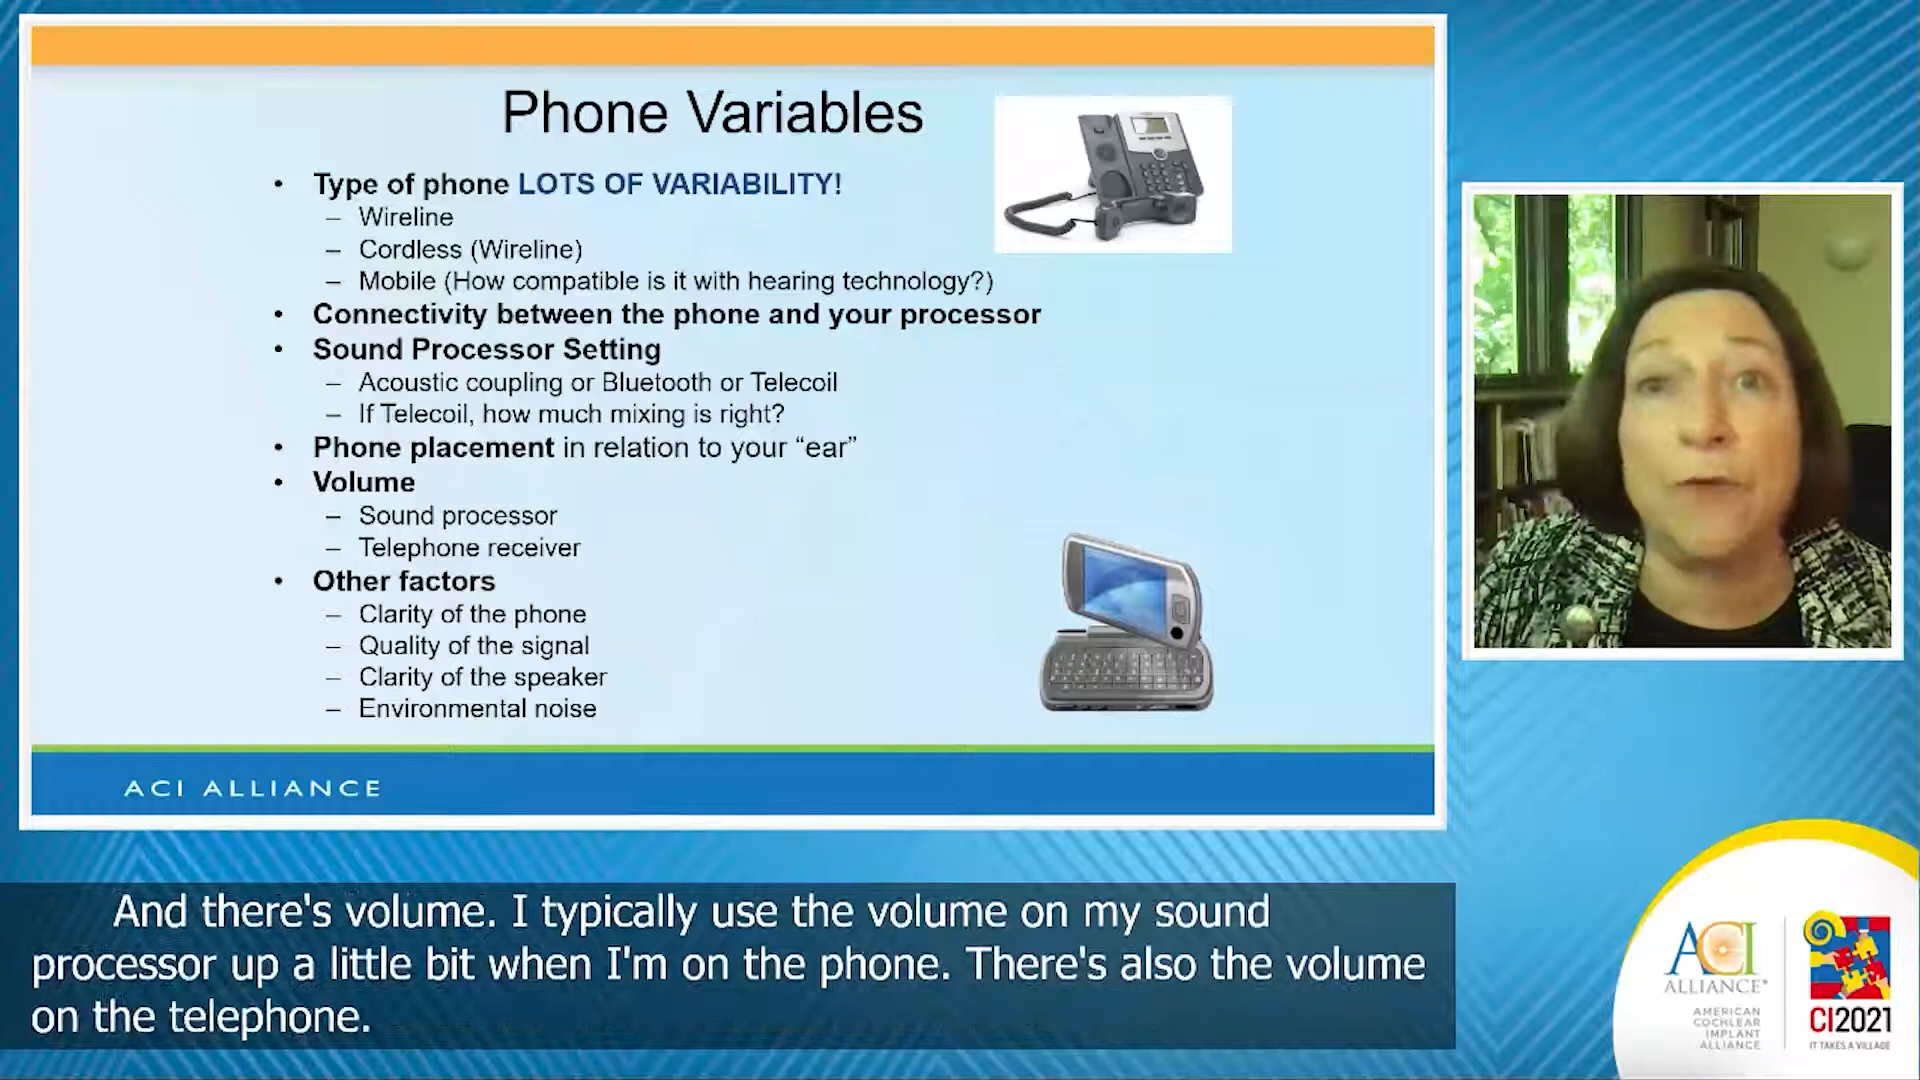 Phone Variables
• Type of phone LOTS OF VARIABILITY!
– Wireline
– Cordless (Wireline)
– Mobile (How compatible is it with hearing technology?)
• Connectivity between the phone and your processor
• Sound Processor Setting
– Acoustic coupling or Bluetooth or Telecoil
– If Telecoil, how much mixing is right?
• Phone placement in relation to your “ear”
• Volume
– Sound processor
– Telephone receiver
• Other factors
– Clarity of the phone
– Quality of the signal
– Clarity of the speaker
– Environmental noise
ACI ALLIANCE
And there's volume. I typically use the volume on my sound
processor up a little bit when I'm on the phone. There's also the volume
on the telephone.
ACI
ALLIANCE®
AMERICAN
COCHLEAR
IMPLANT
ALLIANCE
CI2021
IT TAKES A VILLAGE